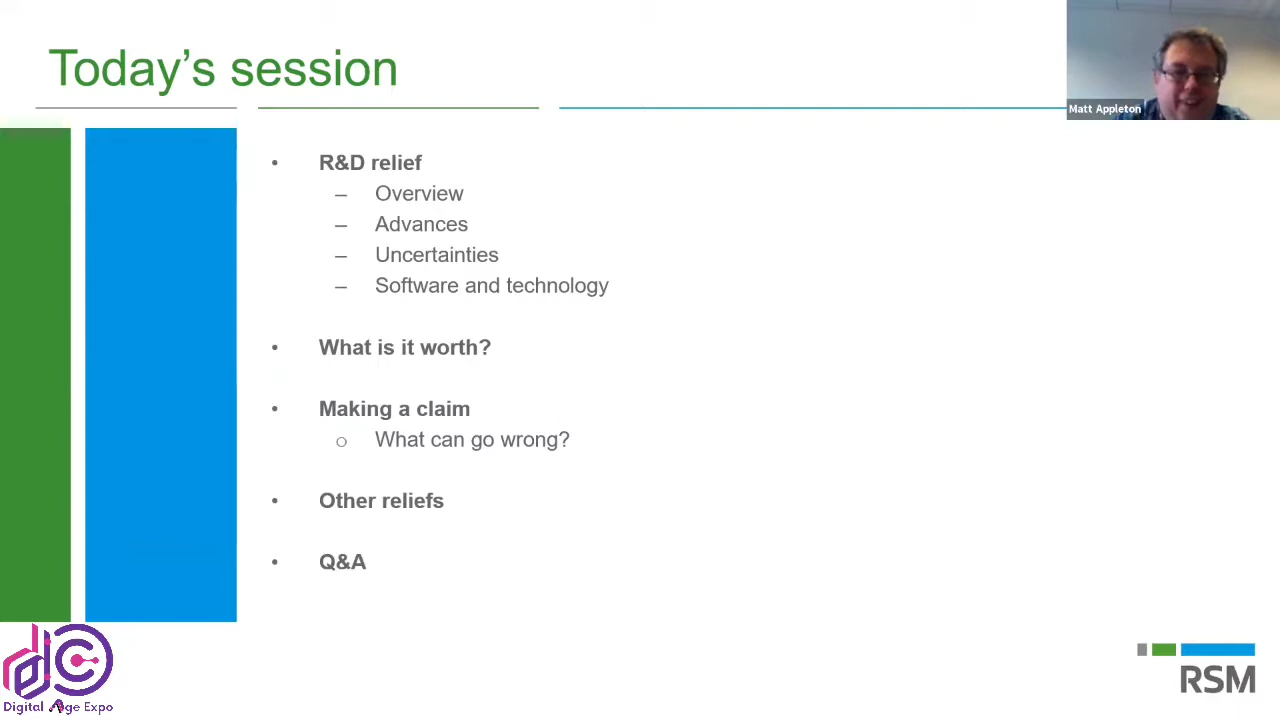 Today's session
Matt Appleton
• R&D relief
– Overview
– Advances
– Uncertainties
– Software and technology
• What is it worth?
• Making a claim
o What can go wrong?
• Other reliefs
• Q&A
Digital Age Expo
RSM